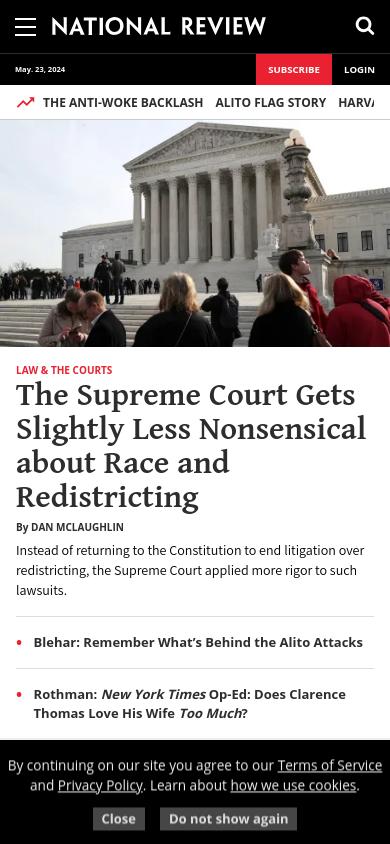 NATIONAL REVIEW
May. 23, 2024
SUBSCRIBE
LOGIN
THE ANTI-WOKE BACKLASH ALITO FLAG STORY
LAW & THE COURTS
The Supreme Court Gets
Slightly Less Nonsensical
about Race and
Redistricting
By DAN MCLAUGHLIN
Instead of returning to the Constitution to end litigation over
redistricting, the Supreme Court applied more rigor to such
lawsuits.
• Blehar: Remember What’s Behind the Alito Attacks
• Rothman: New York Times Op-Ed: Does Clarence
Thomas Love His Wife Too Much?
By continuing on our site you agree to our Terms of Service
and Privacy Policy. Learn about how we use cookies.
Close
Do not show again